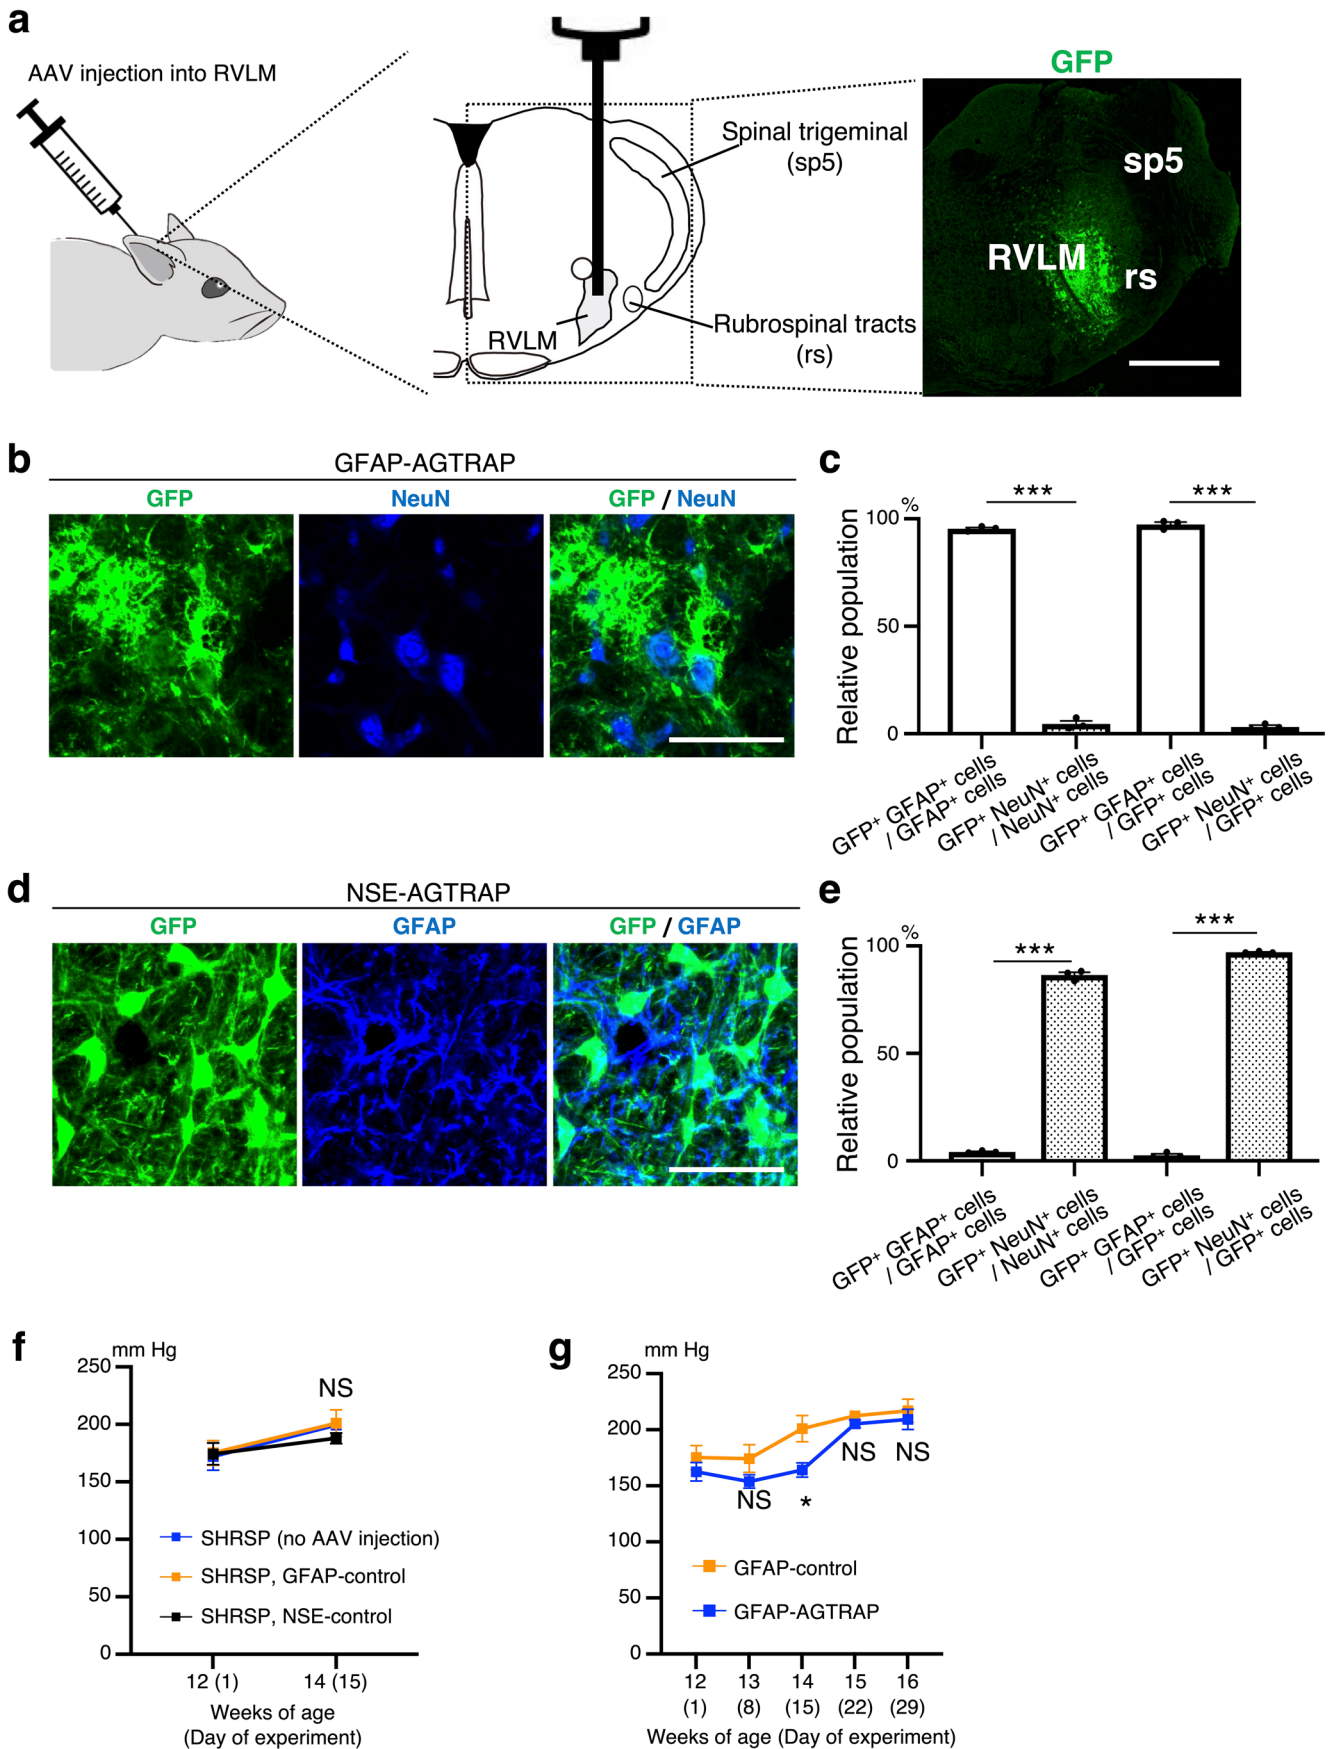 a
AAV injection into RVLM
Spinal trigeminal
(sp5)
RVLM
Rubrospinal tracts
(rs)
GFP
sp5
RVLM
rs
b
GFAP-AGTRAP
GFP
NeuN
GFP / NeuN
c
%
100
50
0
Relative population
***
***
GFP+ GFAP+ cells
/ GFAP+ cells
GFP+ NeuN+ cells
/ NeuN+ cells
GFP+ GFAP+ cells
/ GFP+ cells
GFP+ NeuN+ cells
/ GFP+ cells
d
NSE-AGTRAP
GFP
GFAP
GFP / GFAP
e
%
100
50
0
Relative population
***
***
GFP+ GFAP+ cells
/ GFAP+ cells
GFP+ NeuN+ cells
/ NeuN+ cells
GFP+ GFAP+ cells
/ GFP+ cells
GFP+ NeuN+ cells
/ GFP+ cells
f
mm Hg
250
200
150
100
50
0
NS
SHRSP (no AAV injection)
SHRSP, GFAP-control
SHRSP, NSE-control
12 (1)
14 (15)
Weeks of age
(Day of experiment)
g
mm Hg
250
200
150
100
50
0
NS
*
NS
NS
GFAP-control
GFAP-AGTRAP
12 13 14 15 16
(1) (8) (15) (22) (29)
Weeks of age (Day of experiment)